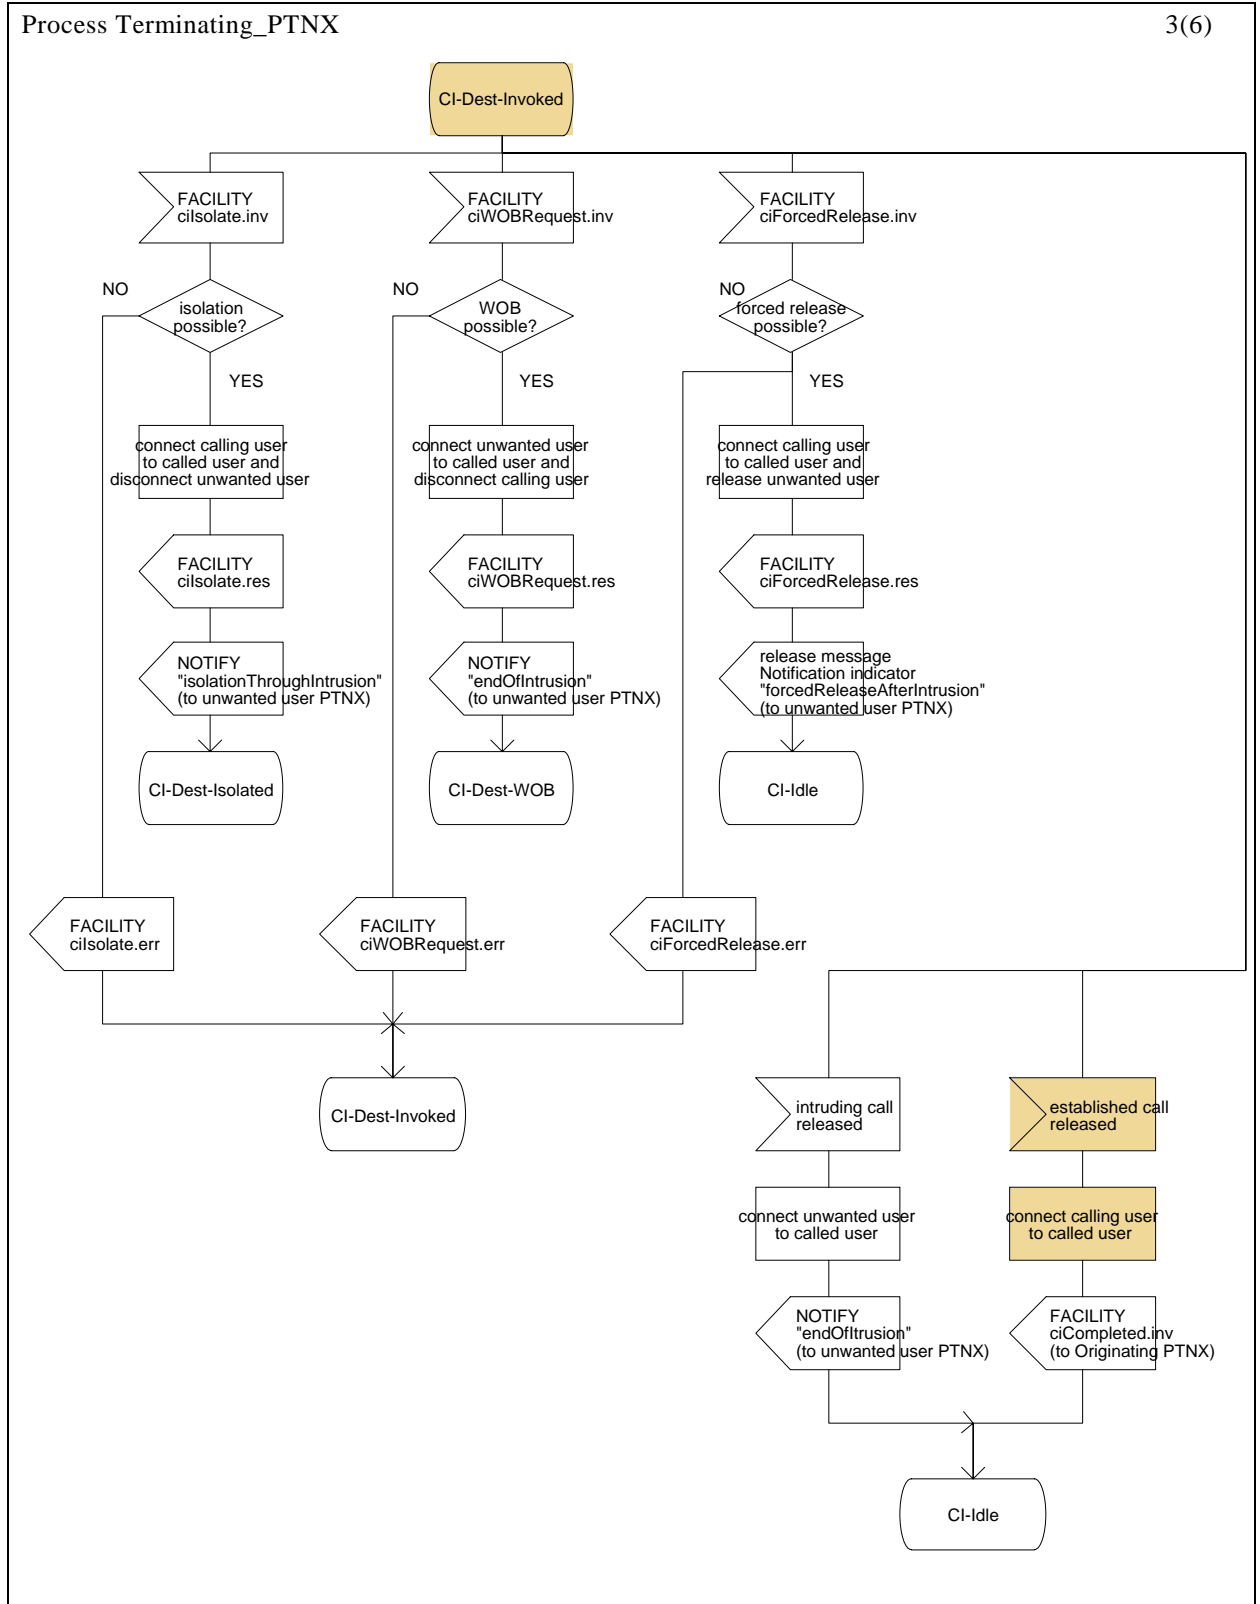 Process Terminating_PTNX
3(6)
CI-Dest-Invoked
FACILITY
ciIsolate.inv
FACILITY
ciWOBRequest.inv
FACILITY
ciForcedRelease.inv
NO
isolation
possible?
YES
NO
WOB
possible?
YES
NO
forced release
possible?
YES
connect calling user
to called user and
disconnect unwanted user
connect unwanted user
to called user and
disconnect calling user
connect calling user
to called user and
release unwanted user
FACILITY
ciIsolate.res
FACILITY
ciWOBRequest.res
FACILITY
ciForcedRelease.res
NOTIFY
"isolationThroughIntrusion"
(to unwanted user PTNX)
NOTIFY
"endOfIntrusion"
(to unwanted user PTNX)
release message
Notification indicator
"forcedReleaseAfterIntrusion"
(to unwanted user PTNX)
CI-Dest-Isolated
CI-Dest-WOB
CI-Idle
FACILITY
ciIsolate.err
FACILITY
ciWOBRequest.err
FACILITY
ciForcedRelease.err
CI-Dest-Invoked
intruding call
released
established call
released
connect unwanted user
to called user
connect calling user
to called user
NOTIFY
"endOfItrusion"
(to unwanted user PTNX)
FACILITY
ciCompleted.inv
(to Originating PTNX)
CI-Idle